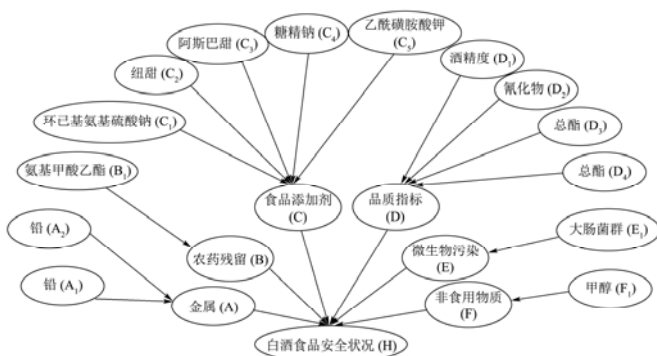 乙酰磺胺酸钾 (C5)
糖精钠 (C4)
阿斯巴甜 (C3)
酒精度 (D1)
纽甜 (C2)
氰化物 (D2)
环已基氨基硫酸钠 (C1)
总酯 (D3)
氨基甲酸乙酯 (B1)
总酯 (D4)
食品添加剂 (C)
品质指标 (D)
铅 (A2)
大肠菌群 (E1)
农药残留 (B)
微生物污染 (E)
铅 (A1)
金属 (A)
非食用物质 (F)
甲醇 (F1)
白酒食品安全状况 (H)